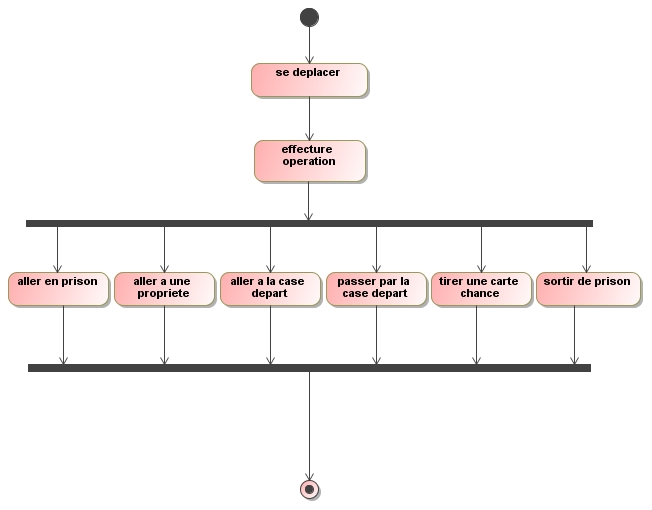 se deplacer
effecture
operation
aller en prison
aller a une
propriete
aller a la case
depart
passer par la
case depart
tirer une carte
chance
sortir de prison